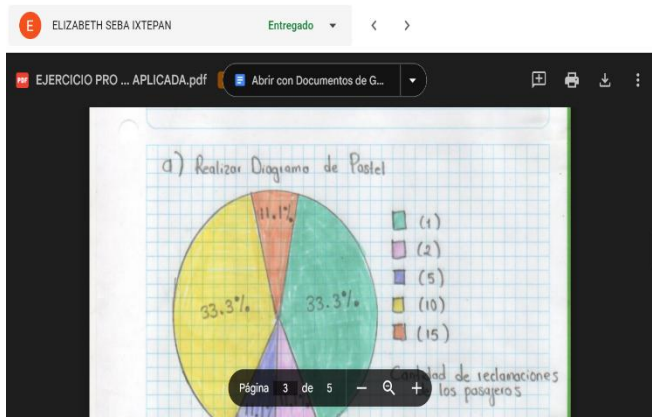 E ELIZABETH SEBA IXTEPAN Entregado
PDF EJERCICIO PRO ... APLICADA.pdf Abrir con Documentos de G...
a) Realizar Diagrama de Pastel
11.1%
(1)
(2)
(5)
33.3% 33.3% (10)
(15)
de reclamaciones
los pasajeros
Página 3 de 5